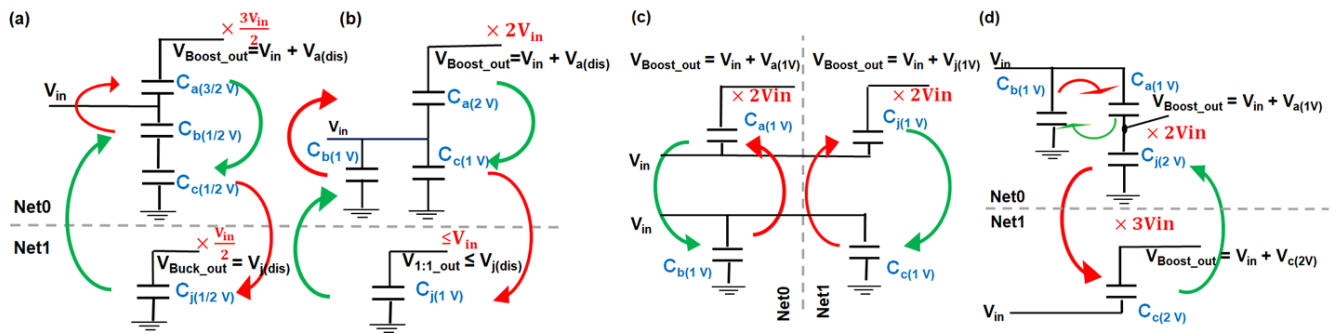 (a)
× 3Vin/2
VBoost_out=Vin + Va(dis)
Ca(3/2 V)
Vin
Cb(1/2 V)
Cc(1/2 V)
Net0
Net1
× Vin/2
VBuck_out = Vj(dis)
Cj(1/2 V)
(b)
× 2Vin
VBoost_out=Vin + Va(dis)
Ca(2 V)
Vin
Cb(1 V)
Cc(1 V)
≤Vin
V1:1_out ≤ Vj(dis)
Cj(1 V)
(c)
VBoost_out = Vin + Va(1V)
VBoost_out = Vin + Vj(1V)
× 2Vin
× 2Vin
Ca(1 V)
Cj(1 V)
Vin
Vin
Cb(1 V)
Cc(1 V)
Net0
Net1
(d)
Vin
Cb(1 V)
Ca(1 V)
VBoost_out = Vin + Va(1V)
× 2Vin
Cj(2 V)
Net0
Net1
× 3Vin
VBoost_out = Vin + Vc(2V)
Vin
Cc(2 V)